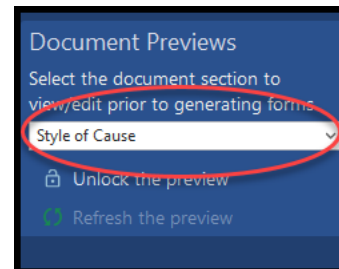 Document Previews
Select the document section to
view/edit prior to generating forms.
Style of Cause
Unlock the preview
Refresh the preview